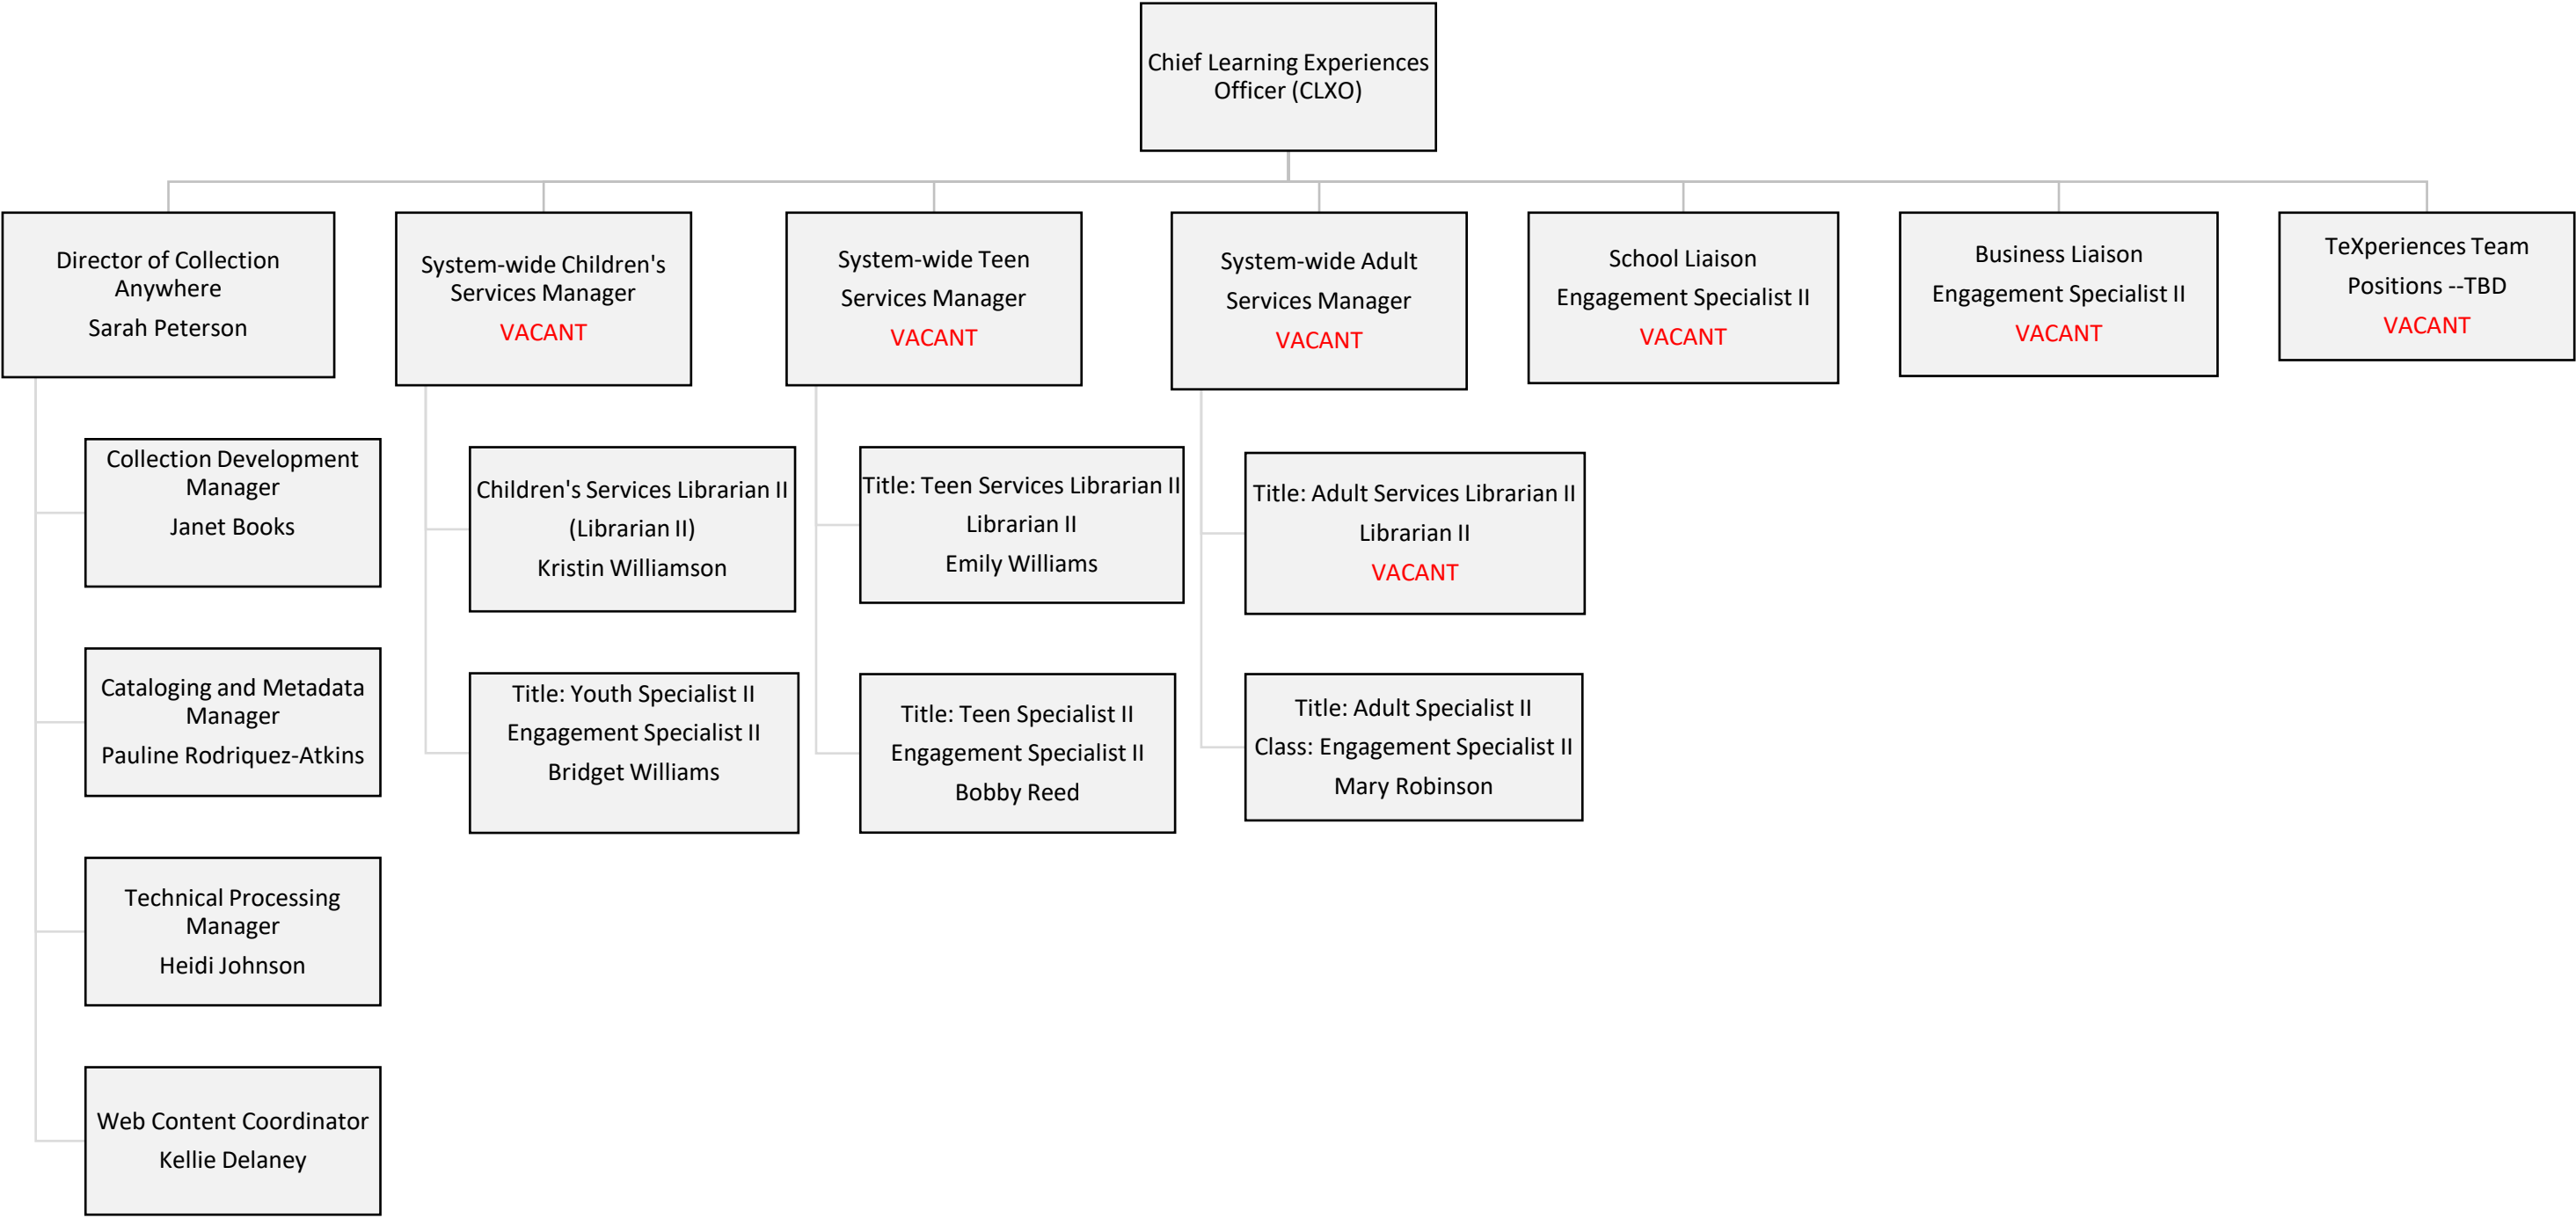 Chief Learning Experiences
Officer (CLXO)
Director of Collection
Anywhere
Sarah Peterson
System-wide Children's
Services Manager
VACANT
System-wide Teen
Services Manager
VACANT
System-wide Adult
Services Manager
VACANT
School Liaison
Engagement Specialist II
VACANT
Business Liaison
Engagement Specialist II
VACANT
TeXperiences Team
Positions --TBD
VACANT
Collection Development
Manager
Janet Books
Cataloging and Metadata
Manager
Pauline Rodriquez-Atkins
Technical Processing
Manager
Heidi Johnson
Web Content Coordinator
Kellie Delaney
Children's Services Librarian II
(Librarian II)
Kristin Williamson
Title: Youth Specialist II
Engagement Specialist II
Bridget Williams
Title: Teen Services Librarian II
Librarian II
Emily Williams
Title: Teen Specialist II
Engagement Specialist II
Bobby Reed
Title: Adult Services Librarian II
Librarian II
VACANT
Title: Adult Specialist II
Class: Engagement Specialist II
Mary Robinson